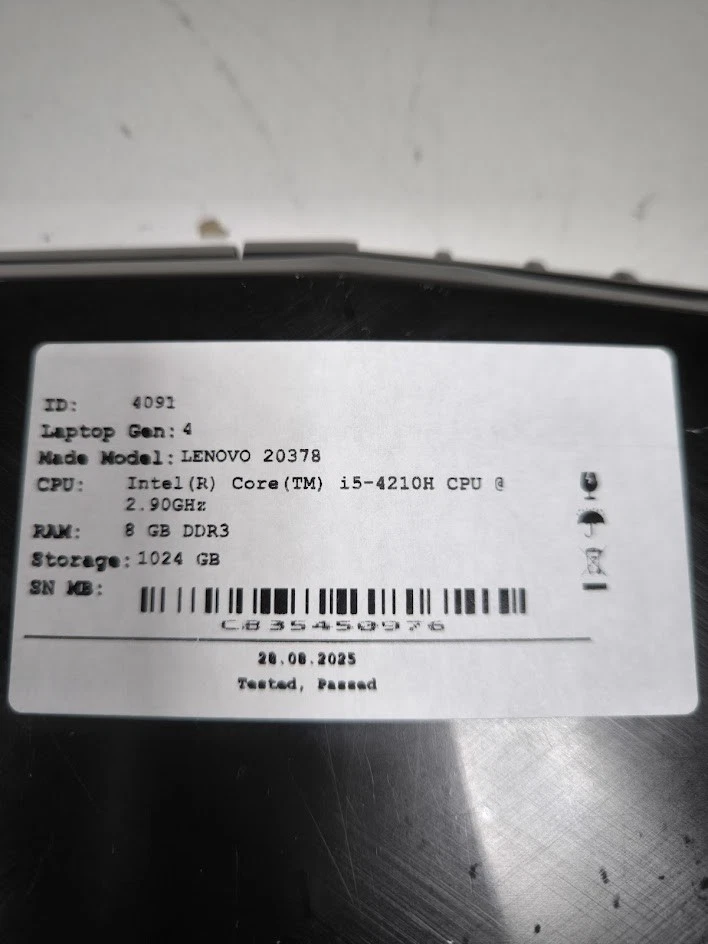 ID: 4091
Laptop Gen: 4
Made Model: LENOVO 20378
CPU: Intel(R) Core(TM) i5-4210H CPU @
2.90GHz
RAM: 8 GB DDR3
Storage: 1024 GB
SN MB:
CB35450976
28.08.2025
Tested, Passed